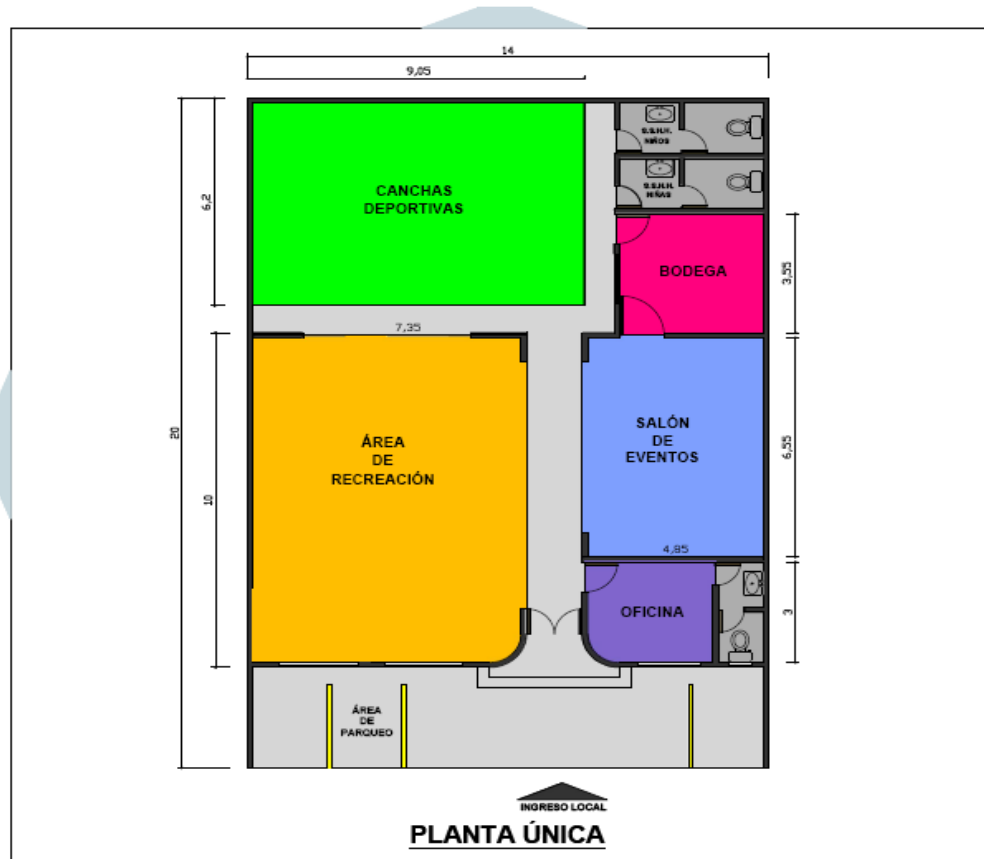 14
9,05
CANCHAS
DEPORTIVAS
S.S.H.H.
NIÑOS
S.S.H.H.
NIÑAS
6,2
BODEGA
3,55
7,35
20
10
ÁREA
DE
RECREACIÓN
SALÓN
DE
EVENTOS
6,55
4,85
OFICINA
3
ÁREA
DE
PARQUEO
INGRESO LOCAL
PLANTA ÚNICA